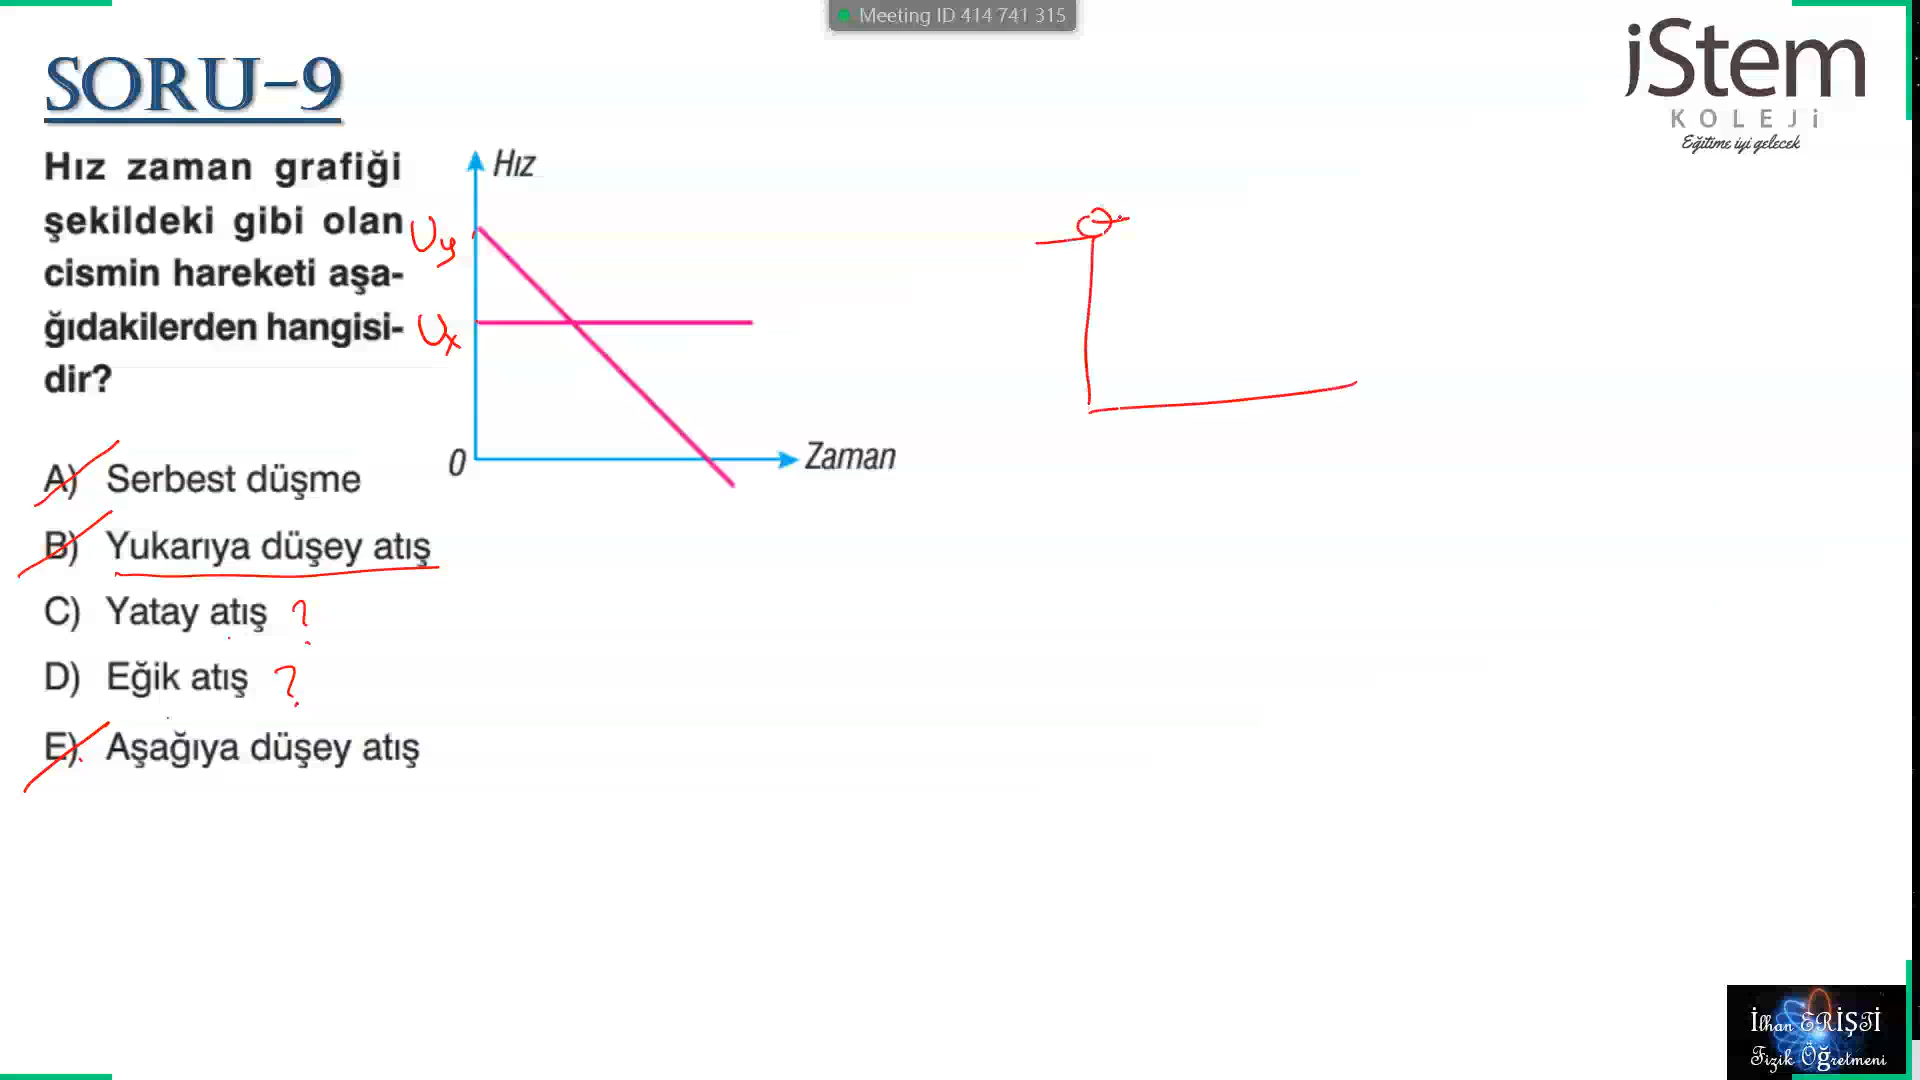 Meeting ID 414 741 315
SORU-9
iStem
KOLEJi
Eğitime iyi gelecek
Hız zaman grafiği
şekildeki gibi olan
cismin hareketi aşa-
ğıdakilerden hangisi-
dir?
Hız
Uy
Ux
0
Zaman
A) Serbest düşme
B) Yukarıya düşey atış
C) Yatay atış ?
D) Eğik atış ?
E) Aşağıya düşey atış
İlhan ERİŞTİ
Fizik Öğretmeni